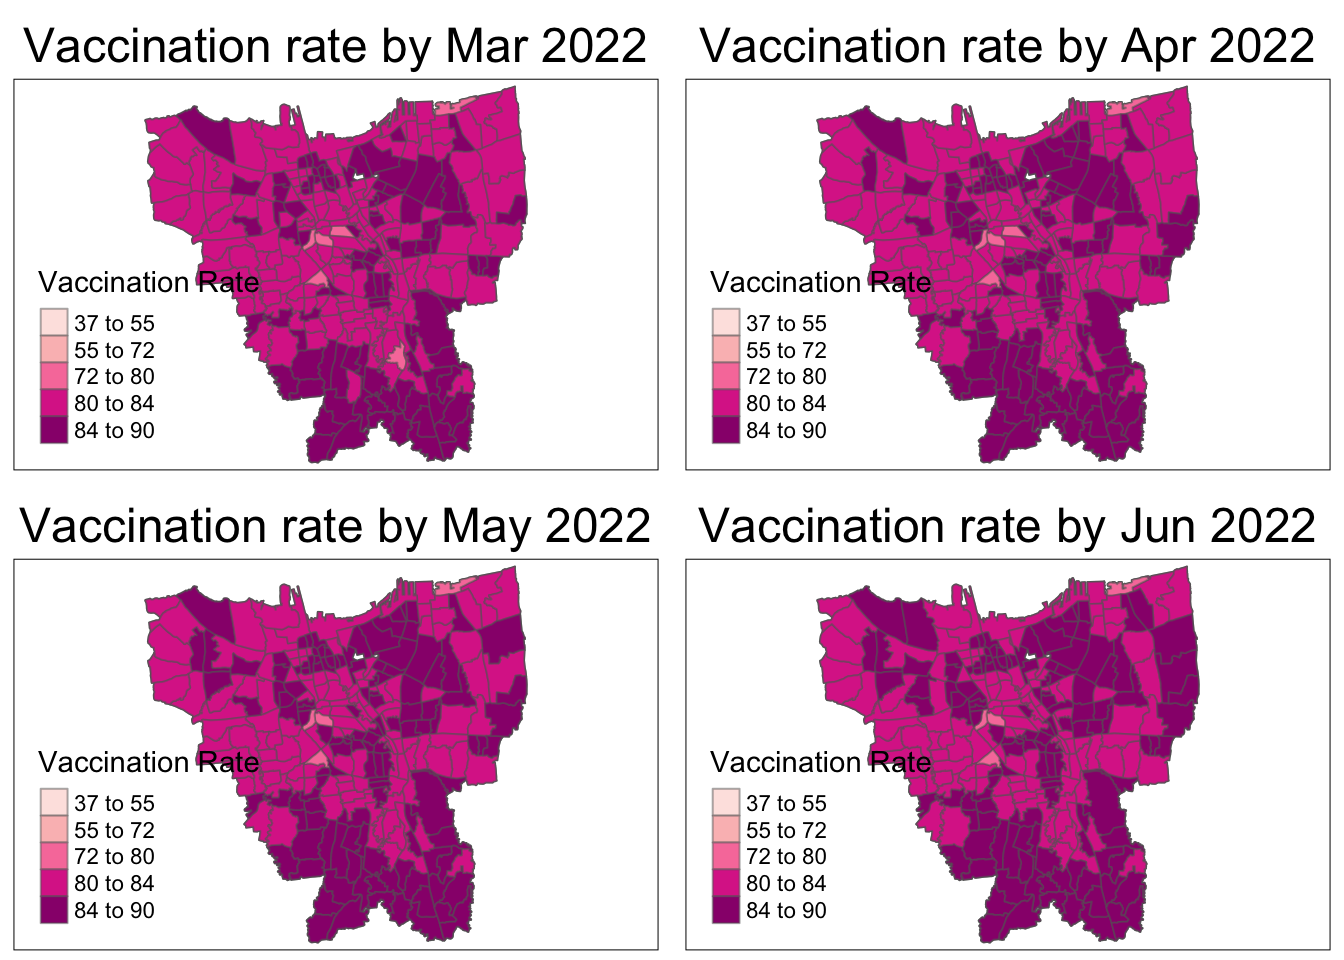 Vaccination rate by Mar 2022
Vaccination Rate
37 to 55
55 to 72
72 to 80
80 to 84
84 to 90
Vaccination rate by Apr 2022
Vaccination Rate
37 to 55
55 to 72
72 to 80
80 to 84
84 to 90
Vaccination rate by May 2022
Vaccination Rate
37 to 55
55 to 72
72 to 80
80 to 84
84 to 90
Vaccination rate by Jun 2022
Vaccination Rate
37 to 55
55 to 72
72 to 80
80 to 84
84 to 90